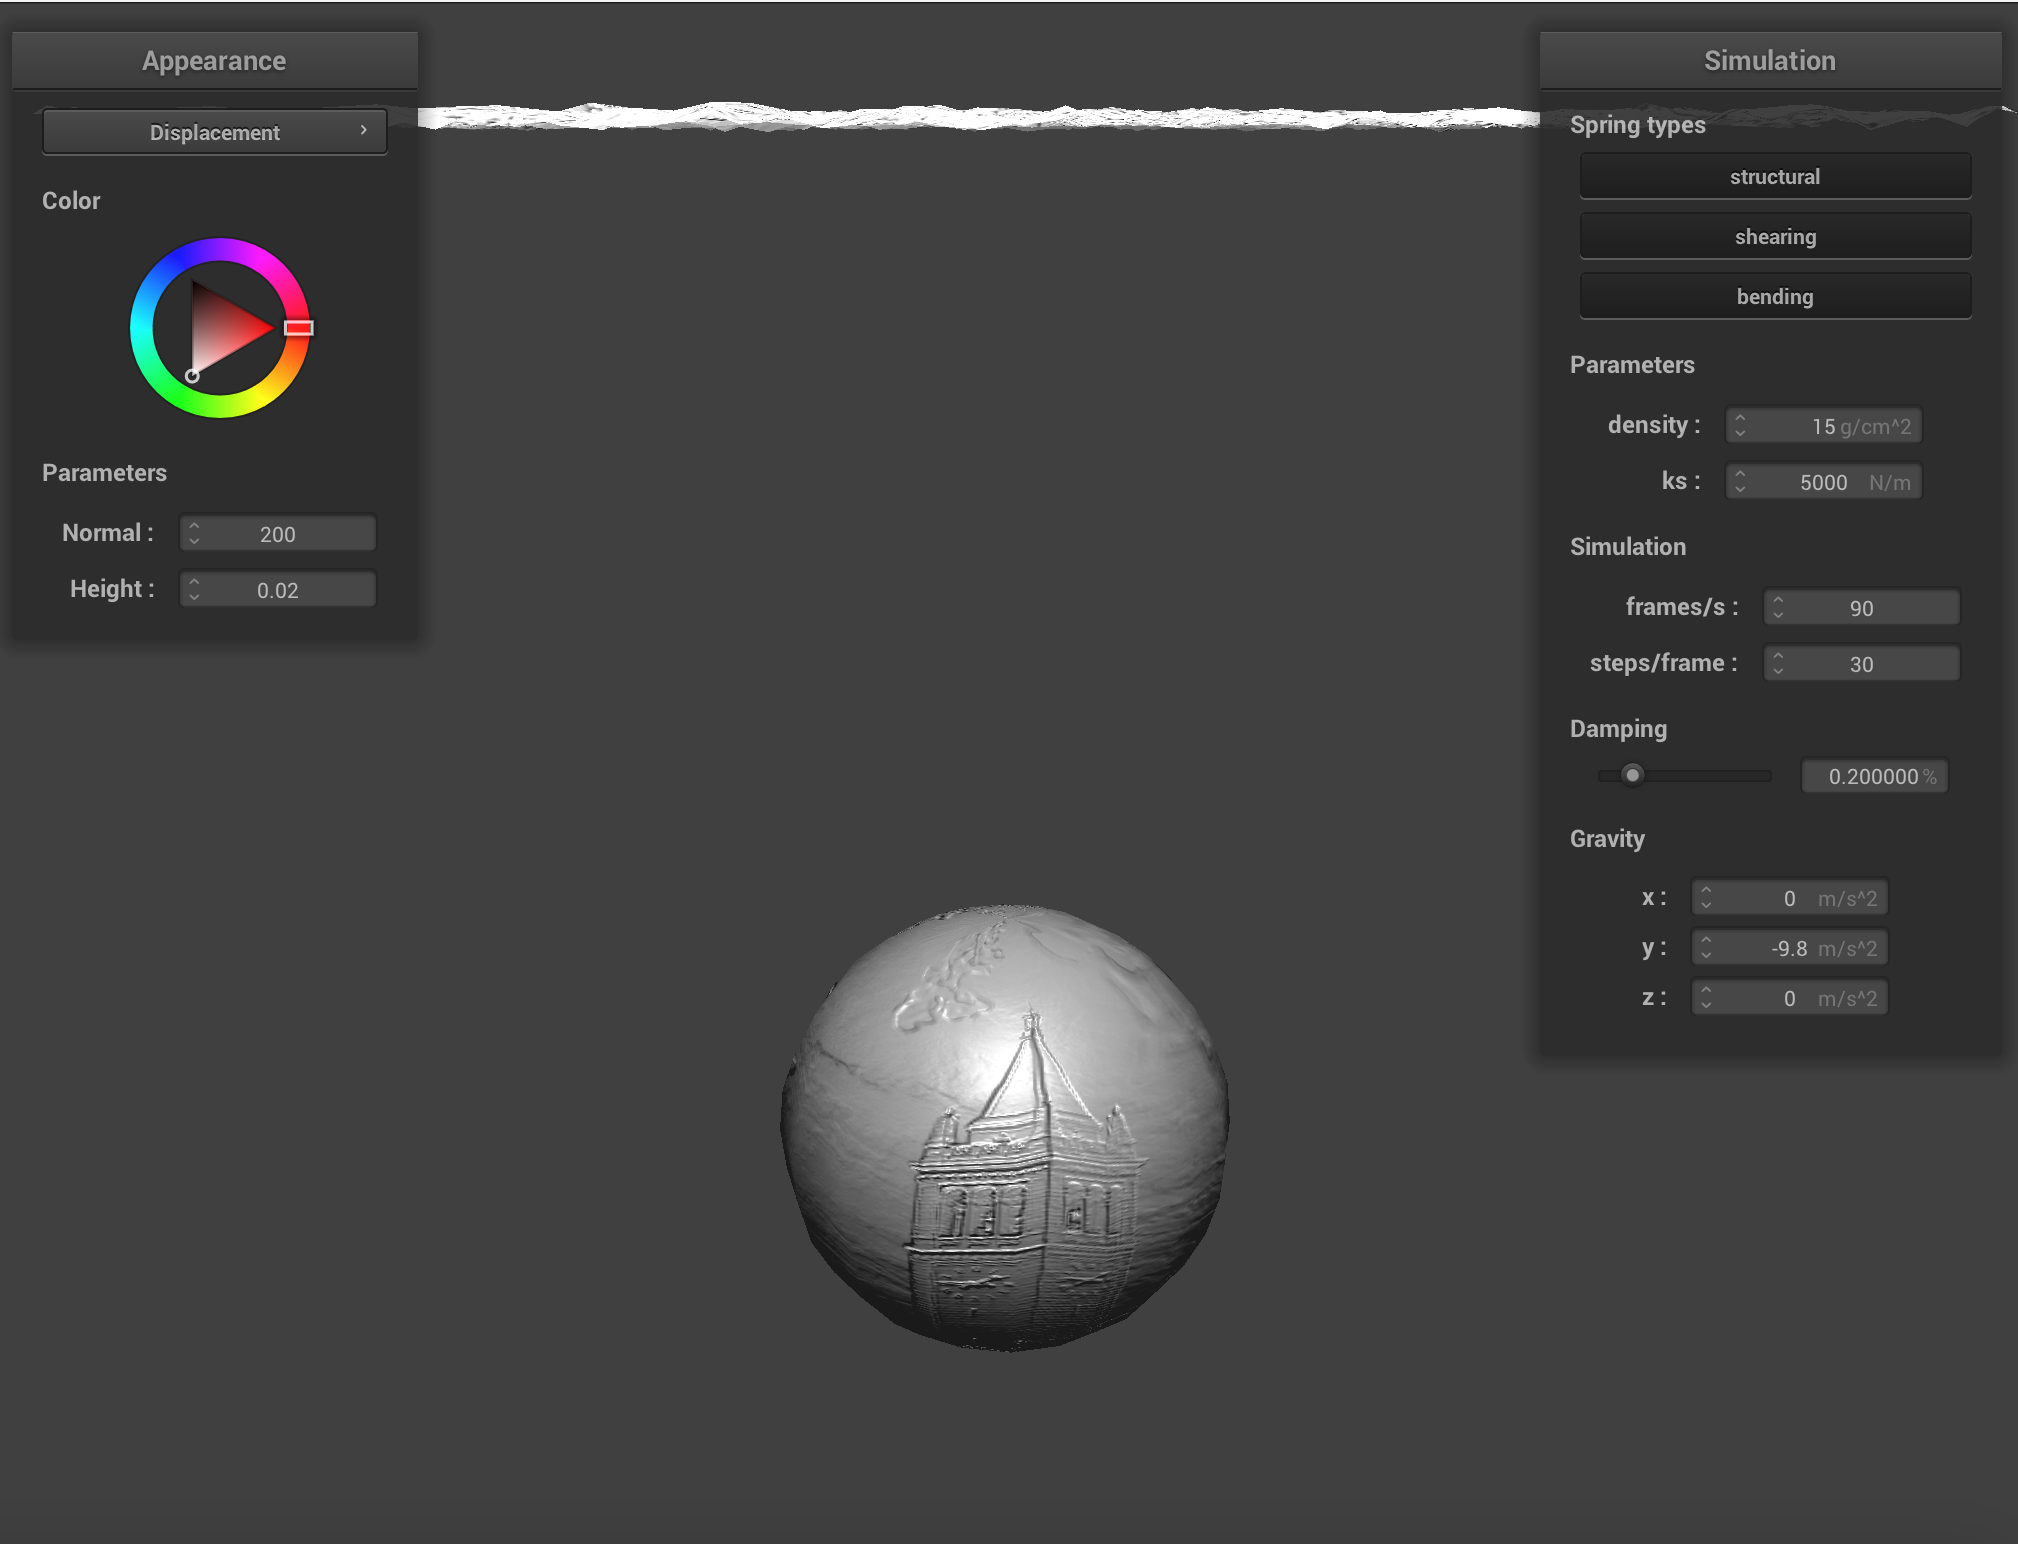 Appearance
Displacement
Color
Parameters
Normal : 200
Height : 0.02
Simulation
Spring types
structural
shearing
bending
Parameters
density : 15 g/cm^2
ks : 5000 N/m
Simulation
frames/s : 90
steps/frame : 30
Damping
0.200000 %
Gravity
x : 0 m/s^2
y : -9.8 m/s^2
z : 0 m/s^2